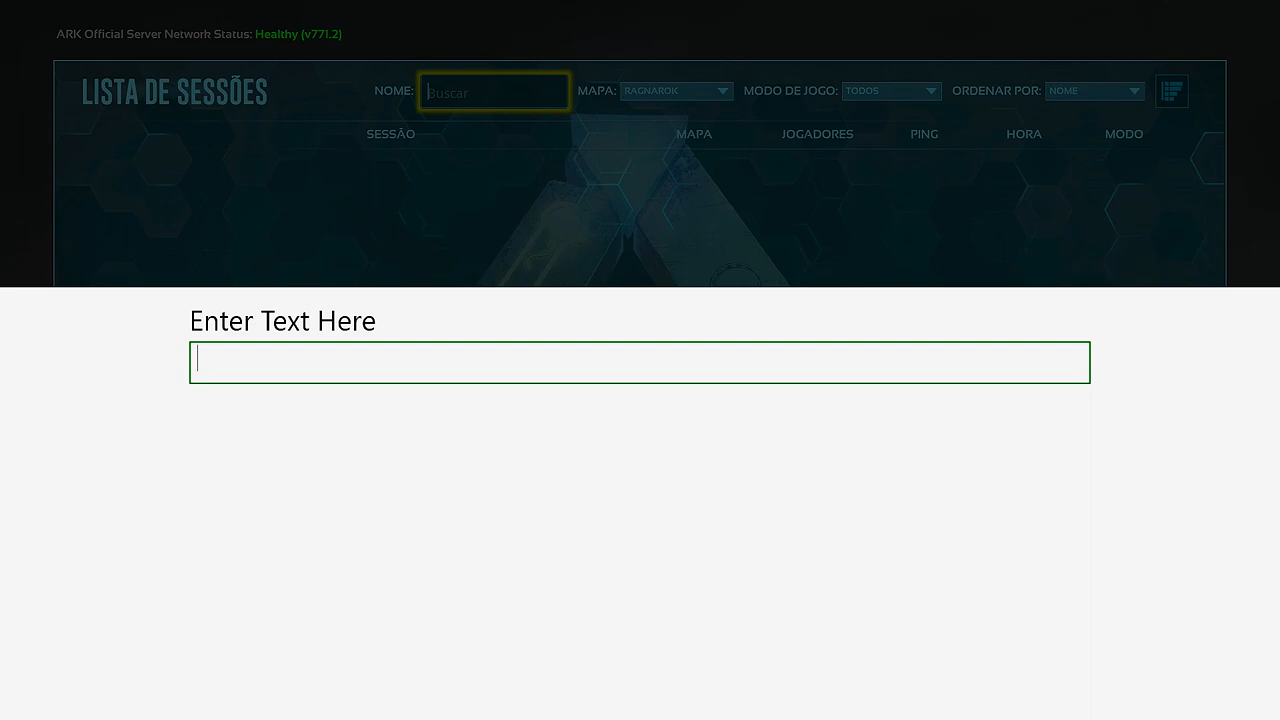 ARK Official Server Network Status: Healthy (v771.2)
LISTA DE SESSÕES NOME: Buscar MAPA: RAGNAROK MODO DE JOGO: TODOS ORDENAR POR: NOME
SESSÃO MAPA JOGADORES PING HORA MODO
Enter Text Here